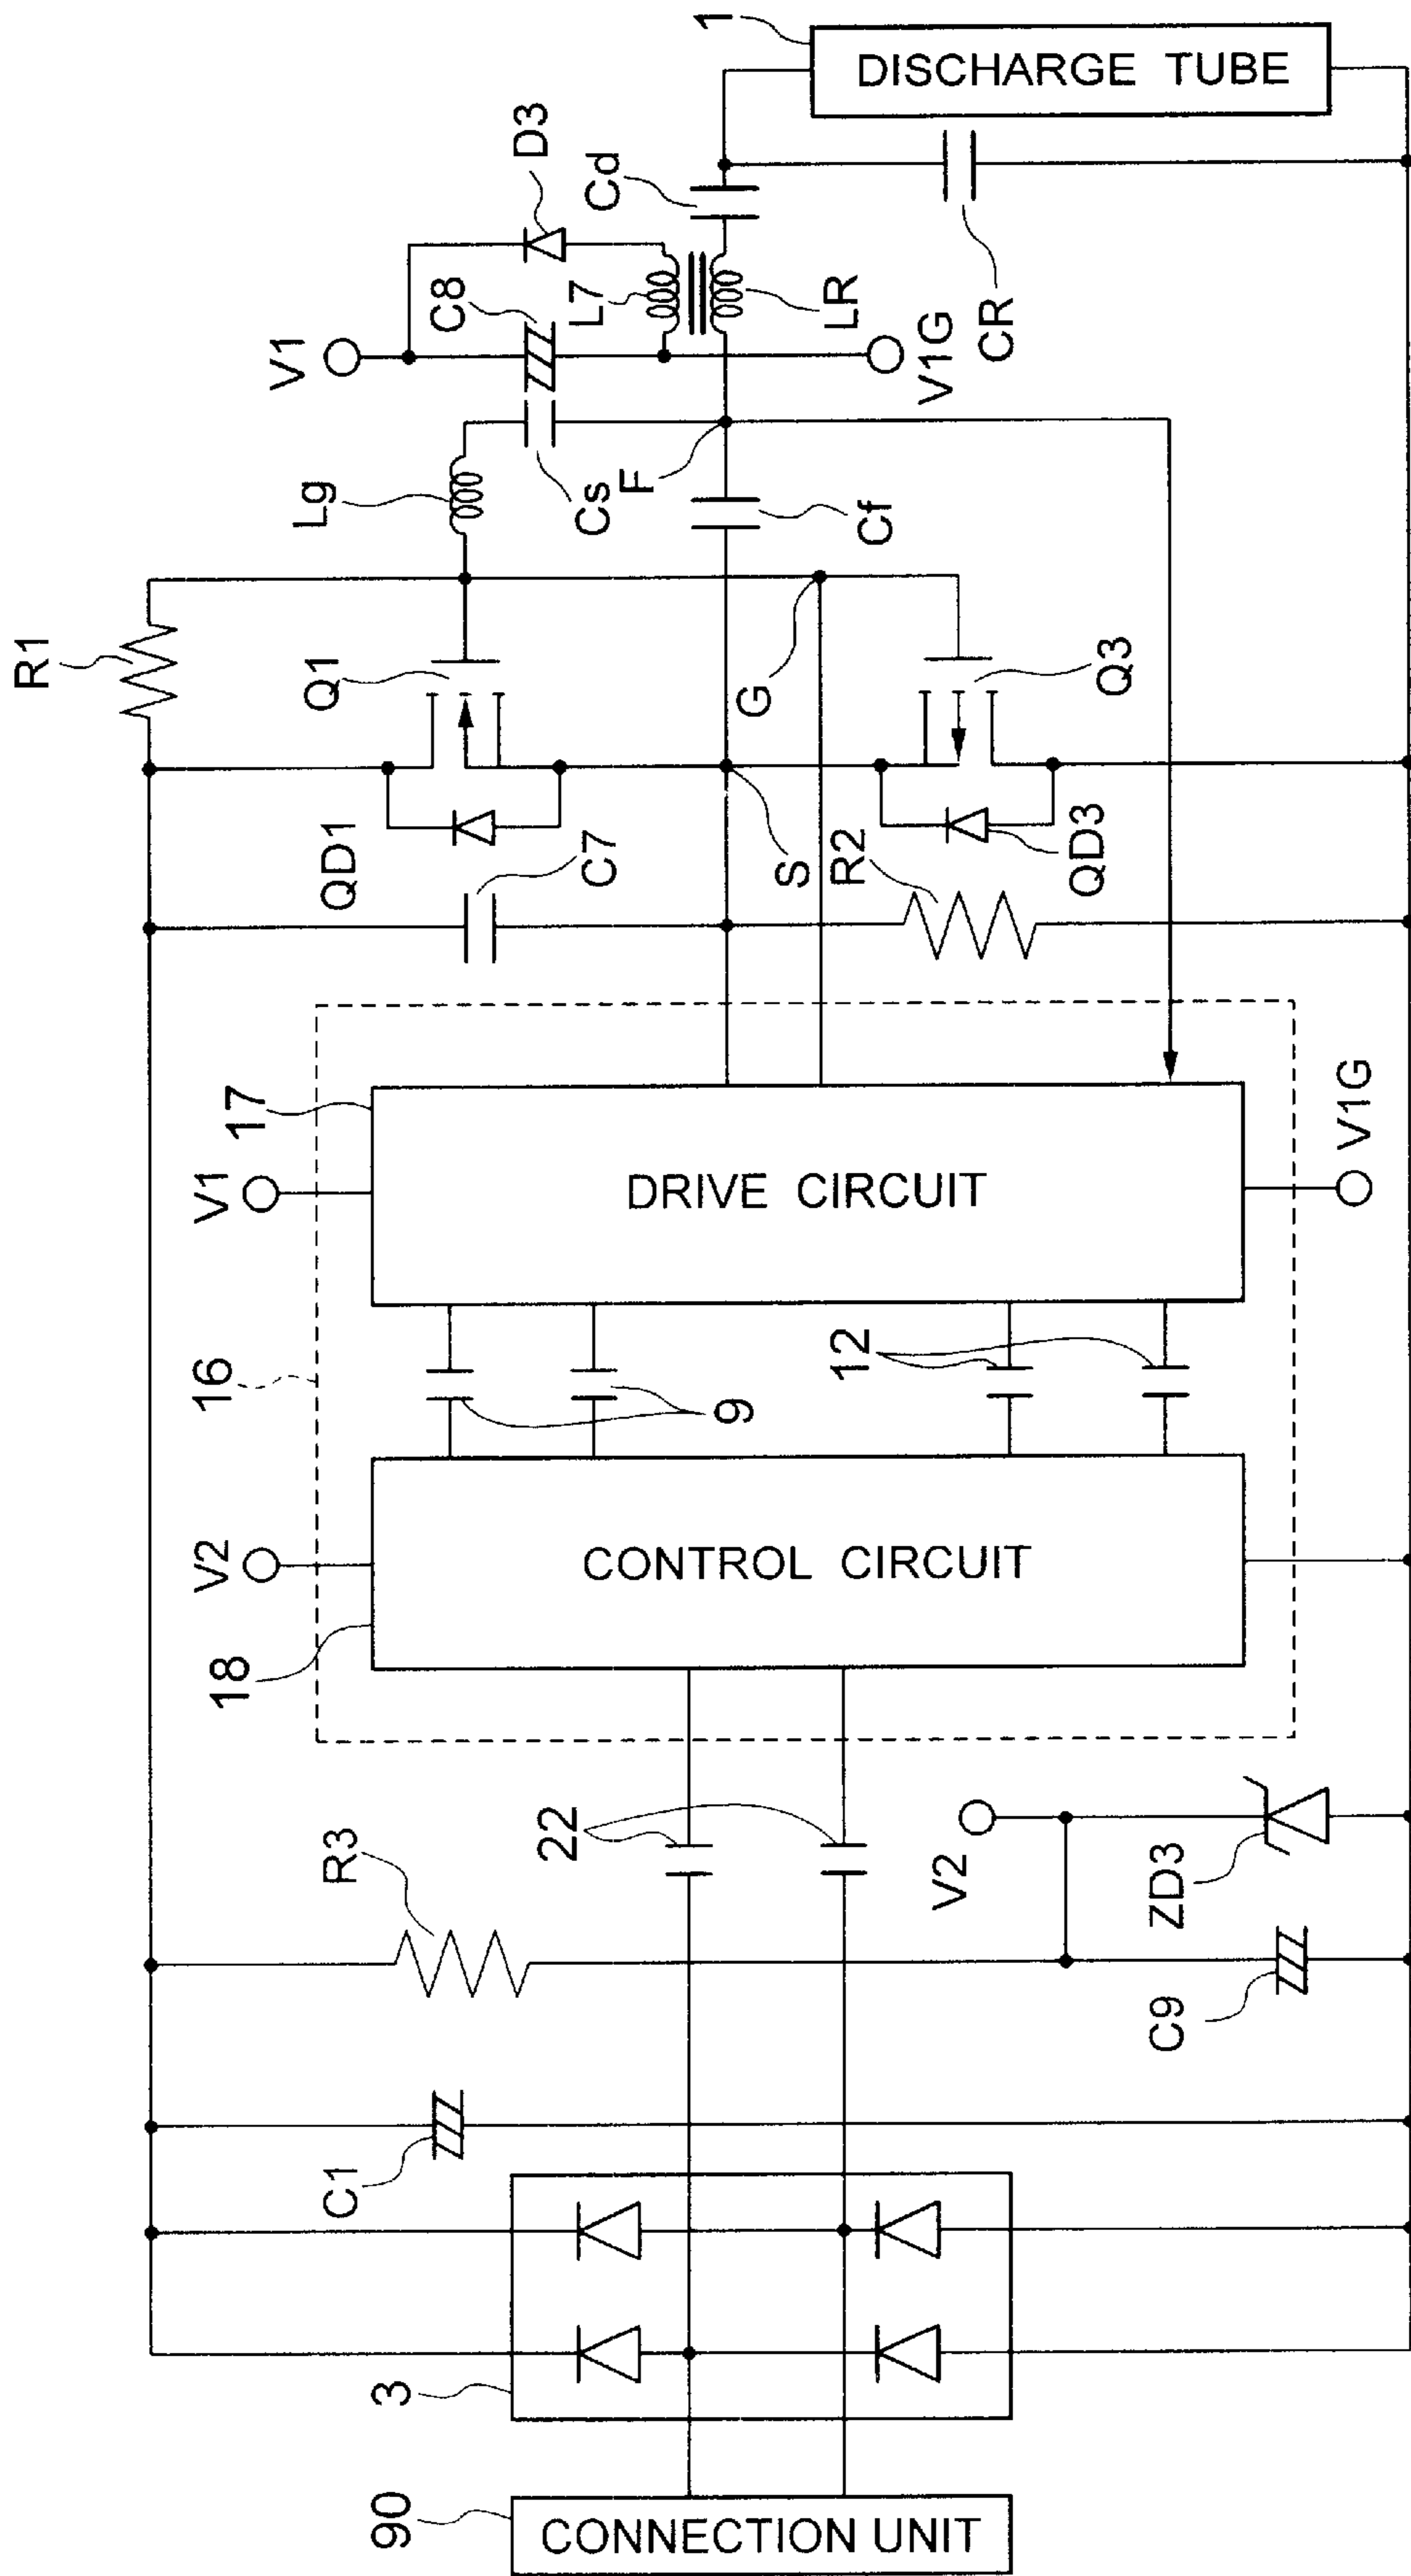 90
CONNECTION UNIT
3
C1
R3
C9
V2
ZD3
22
16
18
V2
CONTROL CIRCUIT
9
12
17
V1
DRIVE CIRCUIT
V1G
QD1
C7
S
R2
QD3
R1
Q1
G
Q3
Lg
Cs
F
Cf
V1
C8
L7
LR
V1G
D3
Cd
CR
1
DISCHARGE TUBE